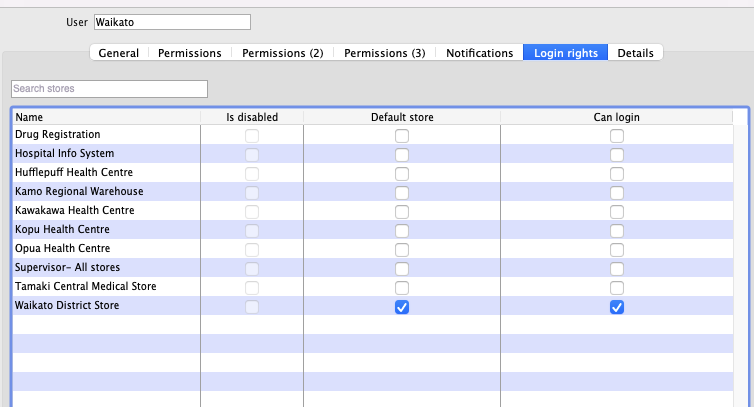 User Waikato
General Permissions Permissions (2) Permissions (3) Notifications Login rights Details
Search stores
Name Is disabled Default store Can login
Drug Registration
Hospital Info System
Hufflepuff Health Centre
Kamo Regional Warehouse
Kawakawa Health Centre
Kopu Health Centre
Opua Health Centre
Supervisor- All stores
Tamaki Central Medical Store
Waikato District Store